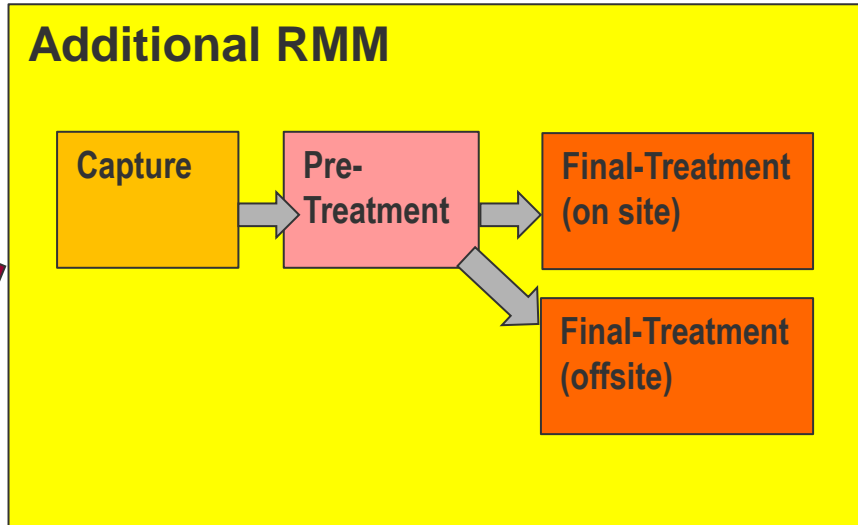 Additional RMM
Capture
Pre-
Treatment
Final-Treatment
(on site)
Final-Treatment
(offsite)